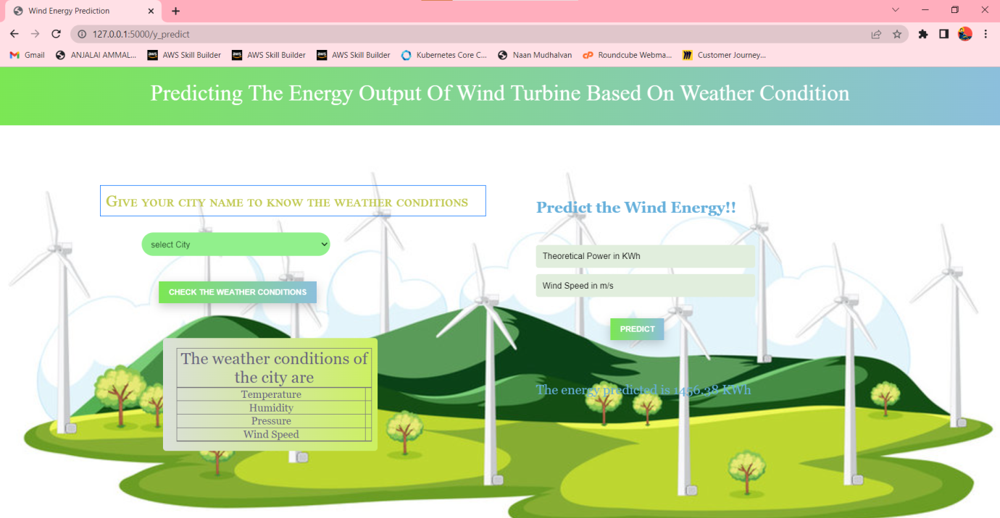 Wind Energy Prediction
127.0.0.1:5000/y_predict
Gmail
ANJALAI AMMAL...
AWS Skill Builder
AWS Skill Builder
AWS Skill Builder
Kubernetes Core C...
Naan Mudhalvan
Roundcube Webma...
Customer Journey...
Predicting The Energy Output Of Wind Turbine Based On Weather Condition
Give your city name to know the weather conditions
select City
CHECK THE WEATHER CONDITIONS
The weather conditions of
the city are
Temperature
Humidity
Pressure
Wind Speed
Predict the Wind Energy!!
Theoretical Power in KWh
Wind Speed in m/s
PREDICT
The energy predicted is 1456.38 KWh